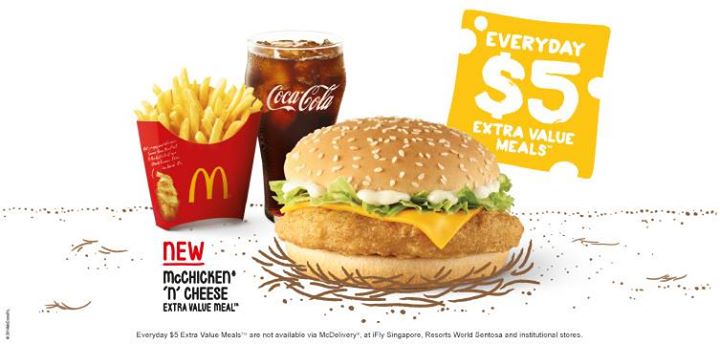 EVERYDAY
$5
EXTRA VALUE
MEALS™
Coca-Cola
M
NEW
McCHICKEN®
'N' CHEESE
EXTRA VALUE MEAL™
Everyday $5 Extra Value Meals™ are not available via McDelivery®, at iFly Singapore, Resorts World Sentosa and institutional stores.